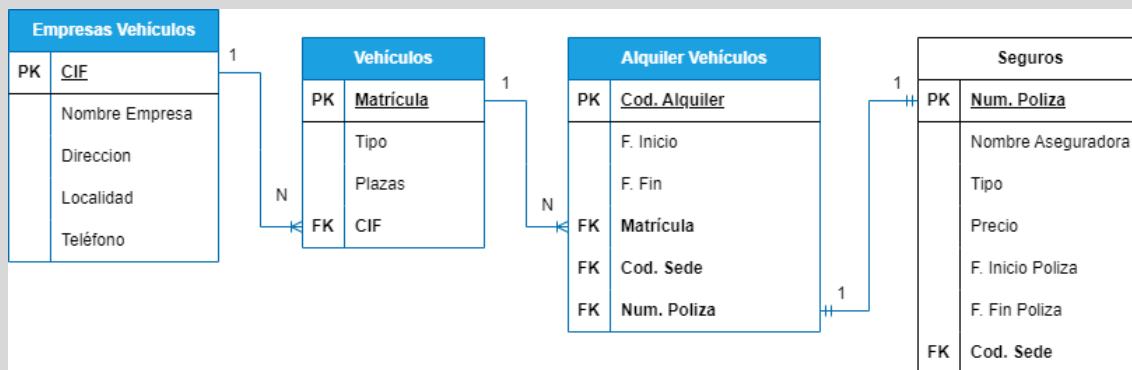 Empresas Vehículos
PK CIF
Nombre Empresa
Direccion
Localidad
Teléfono
1
N
Vehículos
PK Matrícula
Tipo
Plazas
FK CIF
1
N
Alquiler Vehículos
PK Cod. Alquiler
F. Inicio
F. Fin
FK Matrícula
FK Cod. Sede
FK Num. Poliza
1
1
Seguros
PK Num. Poliza
Nombre Aseguradora
Tipo
Precio
F. Inicio Poliza
F. Fin Poliza
FK Cod. Sede